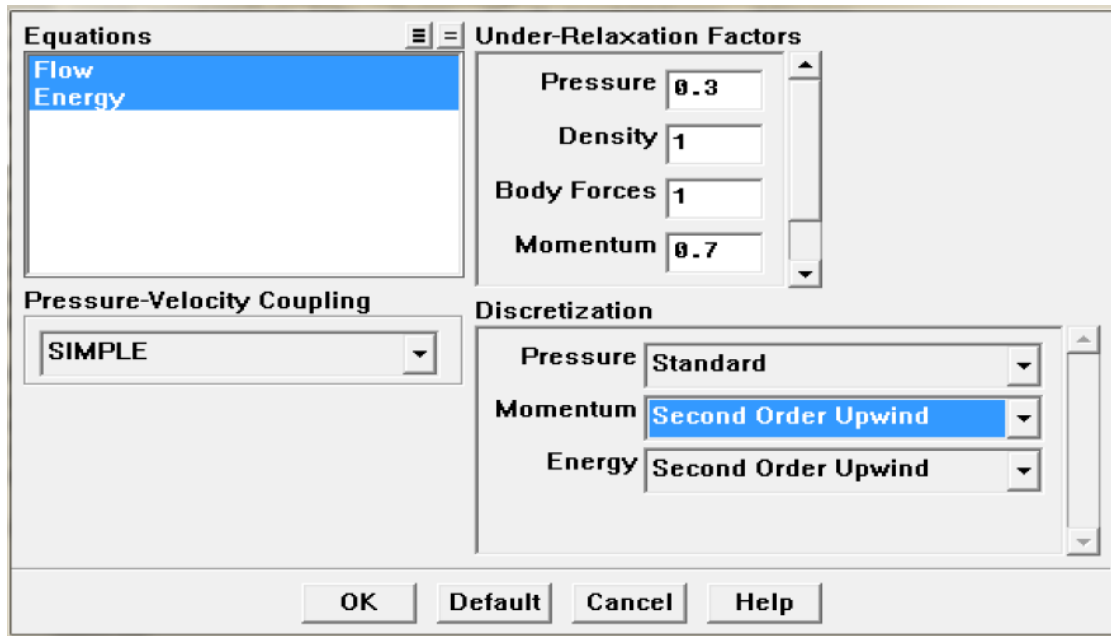 Equations
Flow
Energy
Pressure-Velocity Coupling
SIMPLE
Under-Relaxation Factors
Pressure 0.3
Density 1
Body Forces 1
Momentum 0.7
Discretization
Pressure Standard
Momentum Second Order Upwind
Energy Second Order Upwind
OK Default Cancel Help